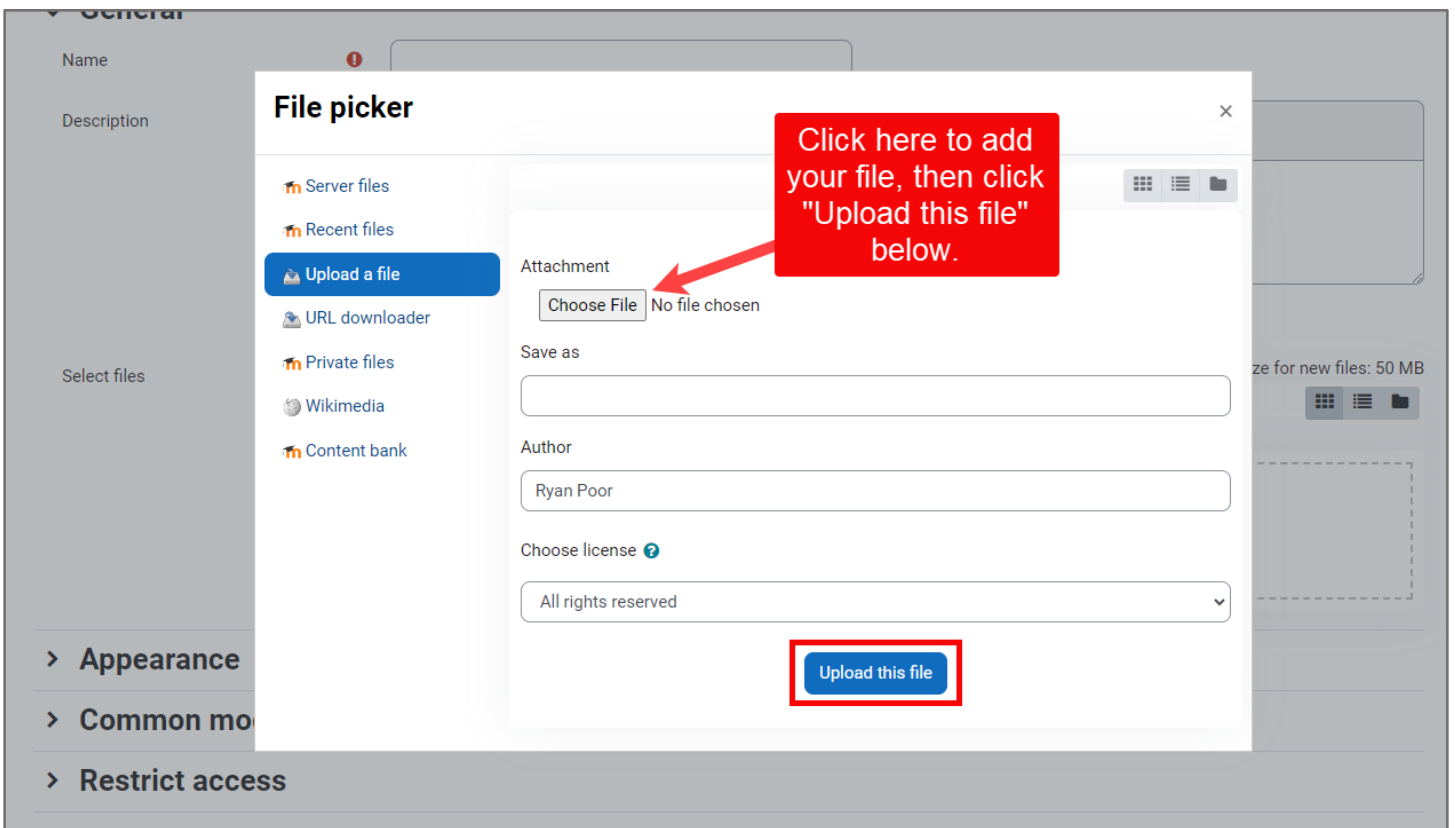 General
Name
Description
File picker
×
Click here to add
your file, then click
"Upload this file"
below.
Server files
Recent files
Upload a file
URL downloader
Private files
Wikimedia
Content bank
Attachment
Choose File No file chosen
Save as
Author
Ryan Poor
Choose license
All rights reserved
Upload this file
Select files
ze for new files: 50 MB
Appearance
Common mo
Restrict access